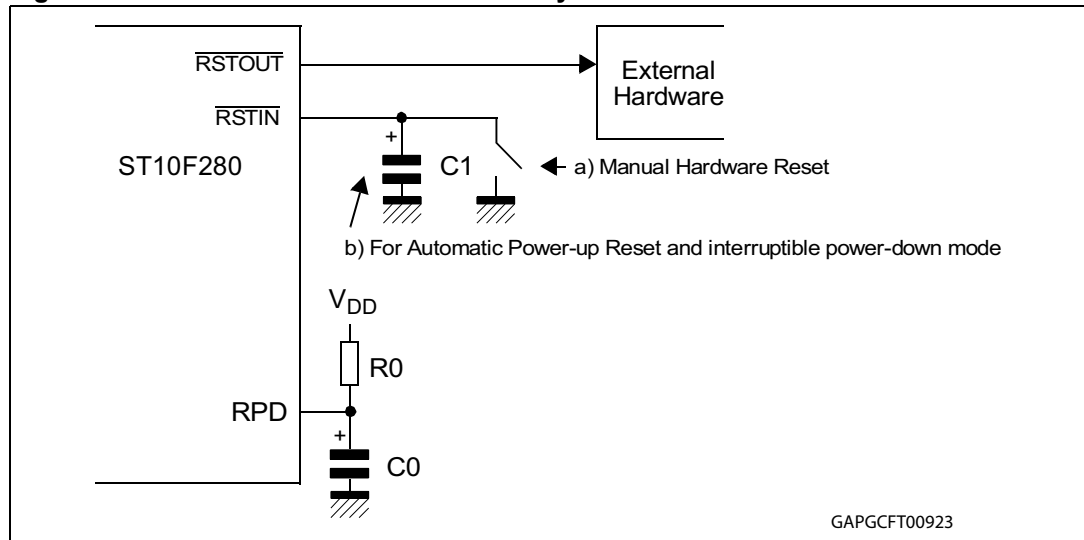 RSTOUT
External
Hardware
RSTIN
+
ST10F280
C1
a) Manual Hardware Reset
b) For Automatic Power-up Reset and interruptible power-down mode
VDD
R0
RPD
+
C0
GAPGCFT00923